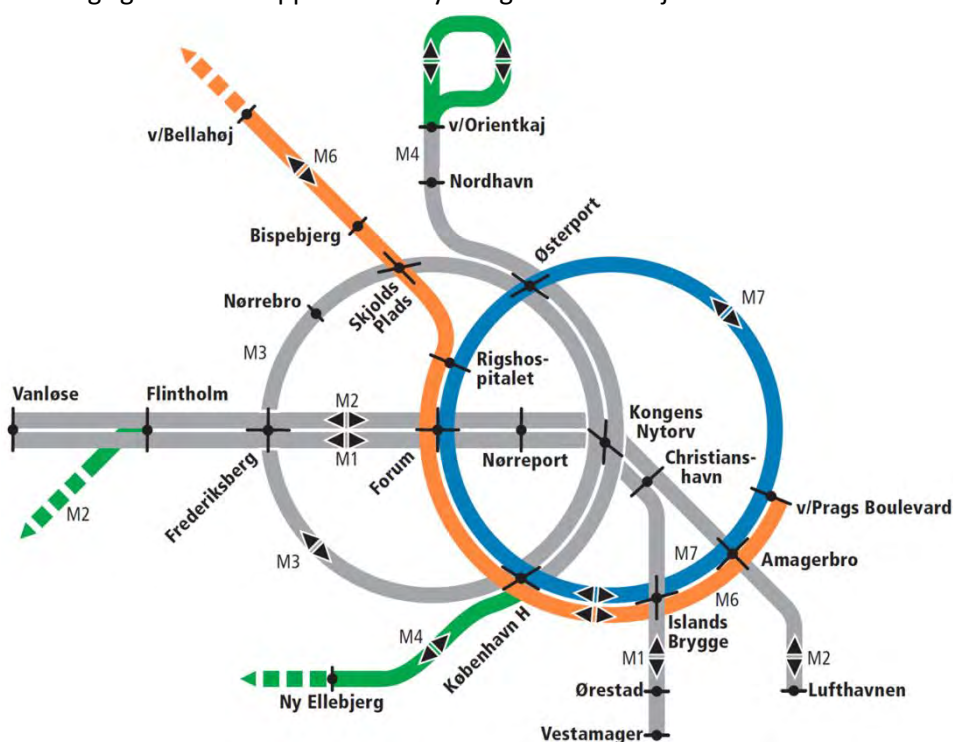 v/Bellahøj
M6
v/Orientkaj
M4
Nordhavn
Bispebjerg
Østerport
Skjolds
Plads
Nørrebro
M7
M3
Rigshos-
pitalet
Vanløse
Flintholm
M2
Kongens
Nytorv
M1
Forum
Nørreport
Christians-
havn
Frederiksberg
M2
v/Prags Boulevard
M3
M7
Amagerbro
M6
København H
Islands
Brygge
M4
M1
M2
Ny Ellebjerg
Ørestad
Lufthavnen
Vestamager